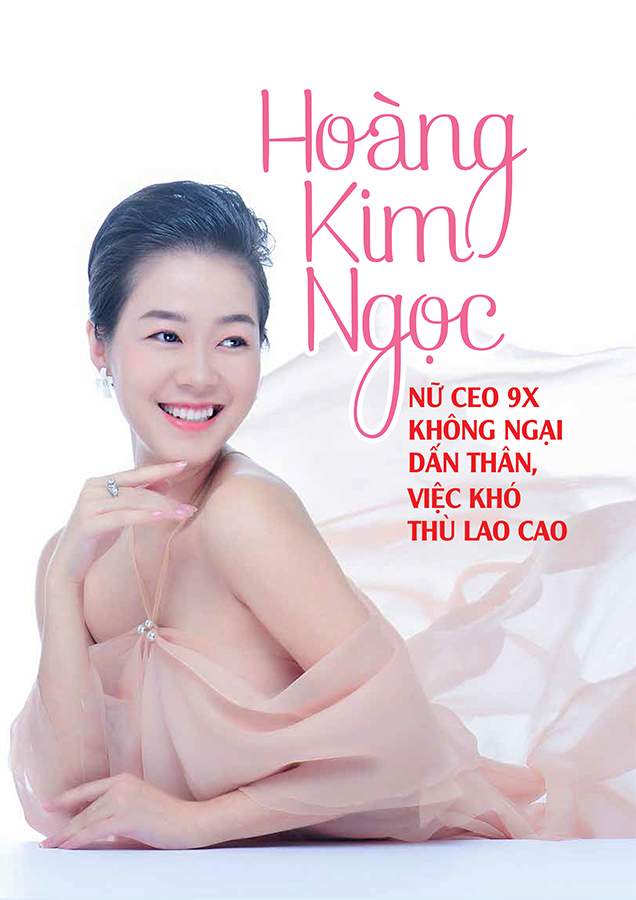 Hoàng
Kim
Ngọc
NỮ CEO 9X
KHÔNG NGẠI
DẤN THÂN,
VIỆC KHÓ
THÙ LAO CAO